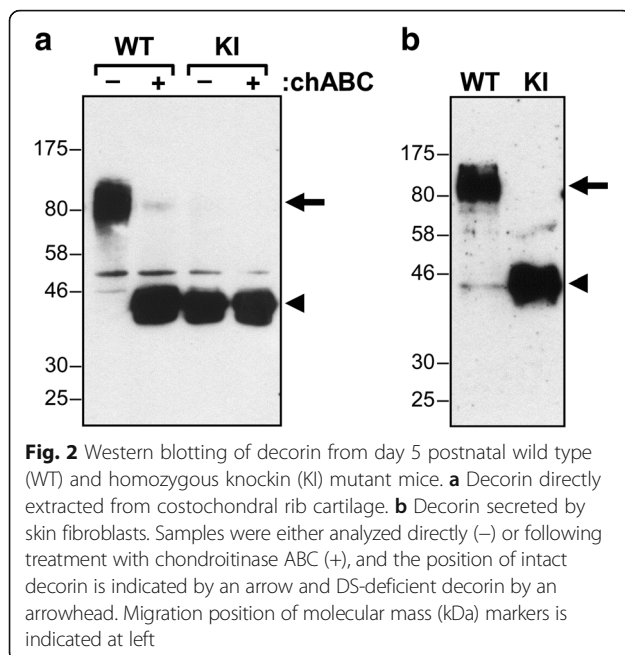 a
WT KI
− + − + :chABC
175
80
58
46
30
25
b
WT KI
175
80
58
46
30
25
Fig. 2 Western blotting of decorin from day 5 postnatal wild type
(WT) and homozygous knockin (KI) mutant mice. a Decorin directly
extracted from costochondral rib cartilage. b Decorin secreted by
skin fibroblasts. Samples were either analyzed directly (−) or following
treatment with chondroitinase ABC (+), and the position of intact
decorin is indicated by an arrow and DS-deficient decorin by an
arrowhead. Migration position of molecular mass (kDa) markers is
indicated at left